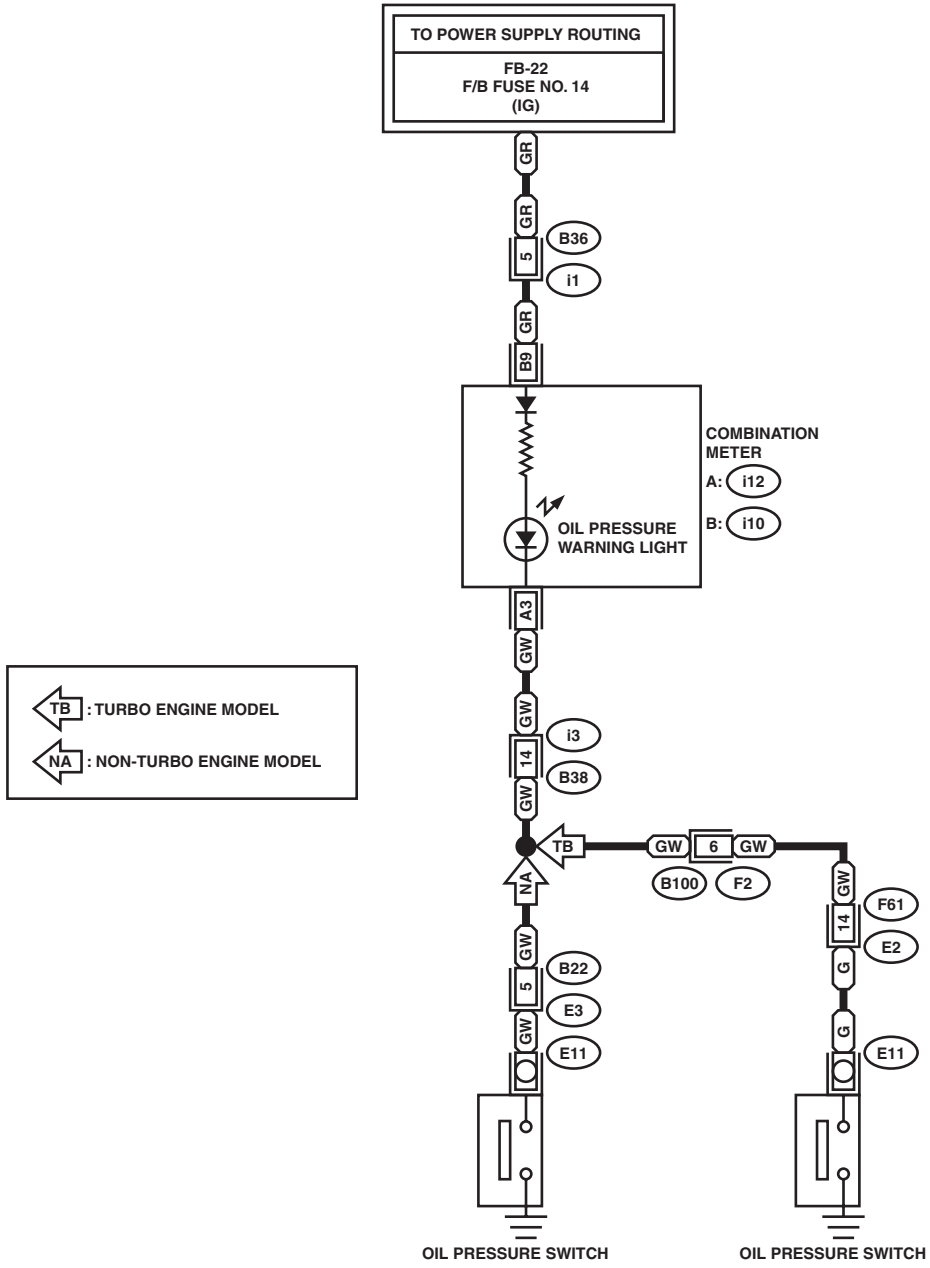 TO POWER SUPPLY ROUTING
FB-22
F/B FUSE NO. 14
(IG)
GR
GR
B36
5
i1
GR
B9
COMBINATION
METER
A: i12
B: i10
OIL PRESSURE
WARNING LIGHT
A3
GW
GW
i3
14
B38
GW
TB : TURBO ENGINE MODEL
NA : NON-TURBO ENGINE MODEL
TB
GW 6 GW
B100 F2
NA
GW
F61
14
E2
G
GW
B22
5
E3
GW
E11
G
E11
OIL PRESSURE SWITCH
OIL PRESSURE SWITCH